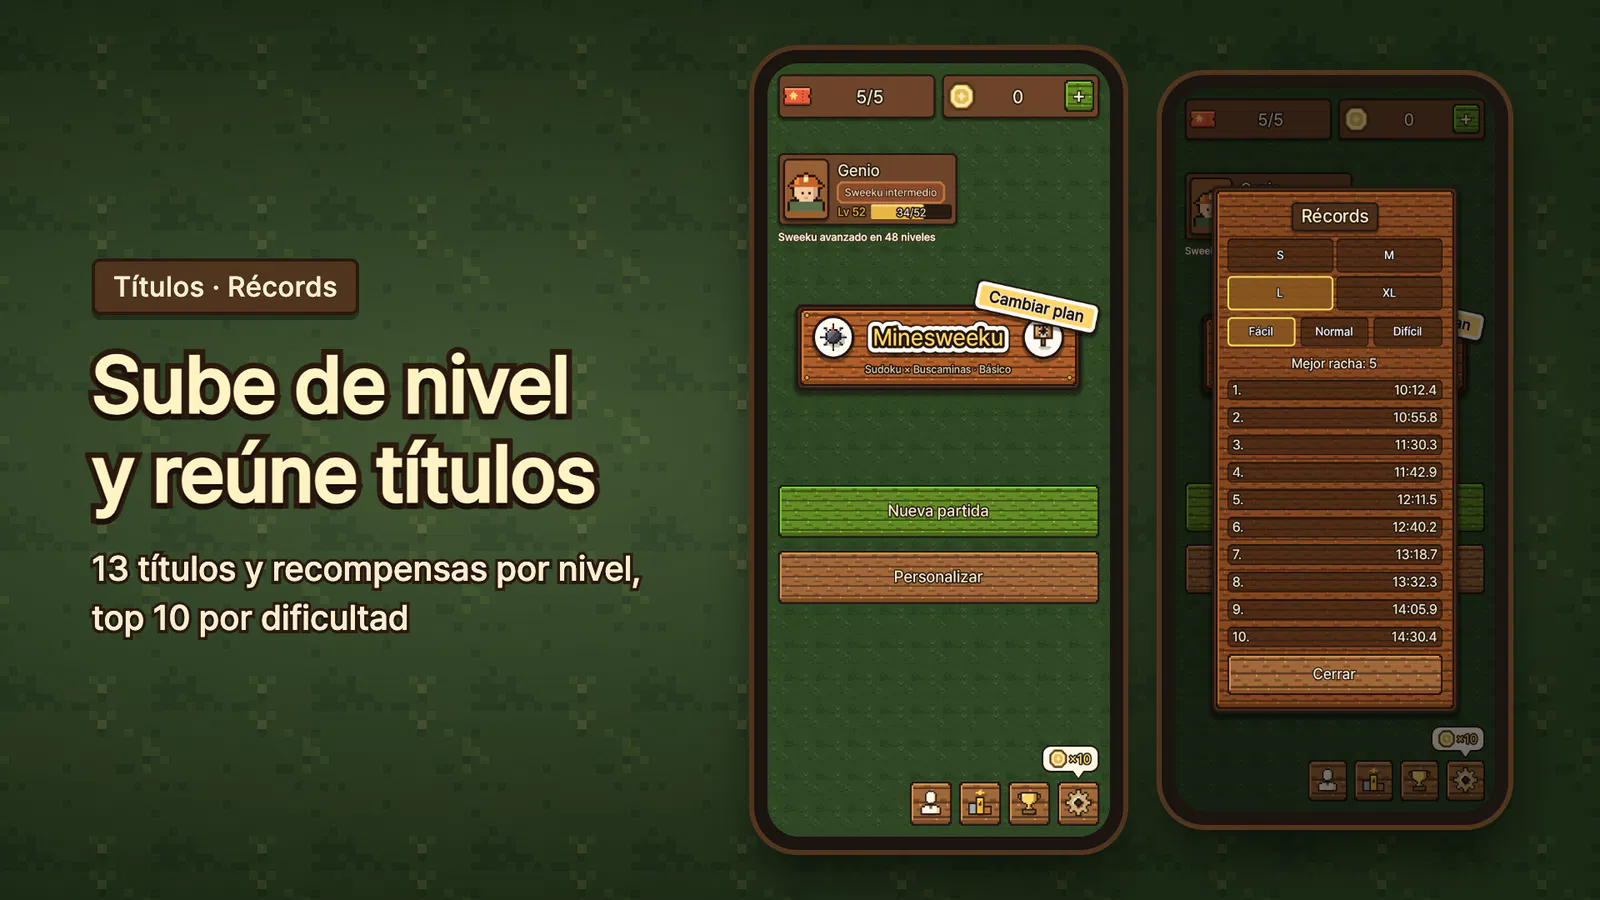 Títulos · Récords
Sube de nivel
y reúne títulos
13 títulos y recompensas por nivel,
top 10 por dificultad
5/5
0
+
Genio
Sweeku intermedio
Lv 52
34/52
Sweeku avanzado en 48 niveles
Cambiar plan
Minesweeku
Sudoku × Buscaminas · Básico
Nueva partida
Personalizar
×10
5/5
0
+
Récords
S
M
L
XL
Fácil
Normal
Difícil
Mejor racha: 5
1. 10:12.4
2. 10:55.8
3. 11:30.3
4. 11:42.9
5. 12:11.5
6. 12:40.2
7. 13:18.7
8. 13:32.3
9. 14:05.9
10. 14:30.4
Cerrar
×10